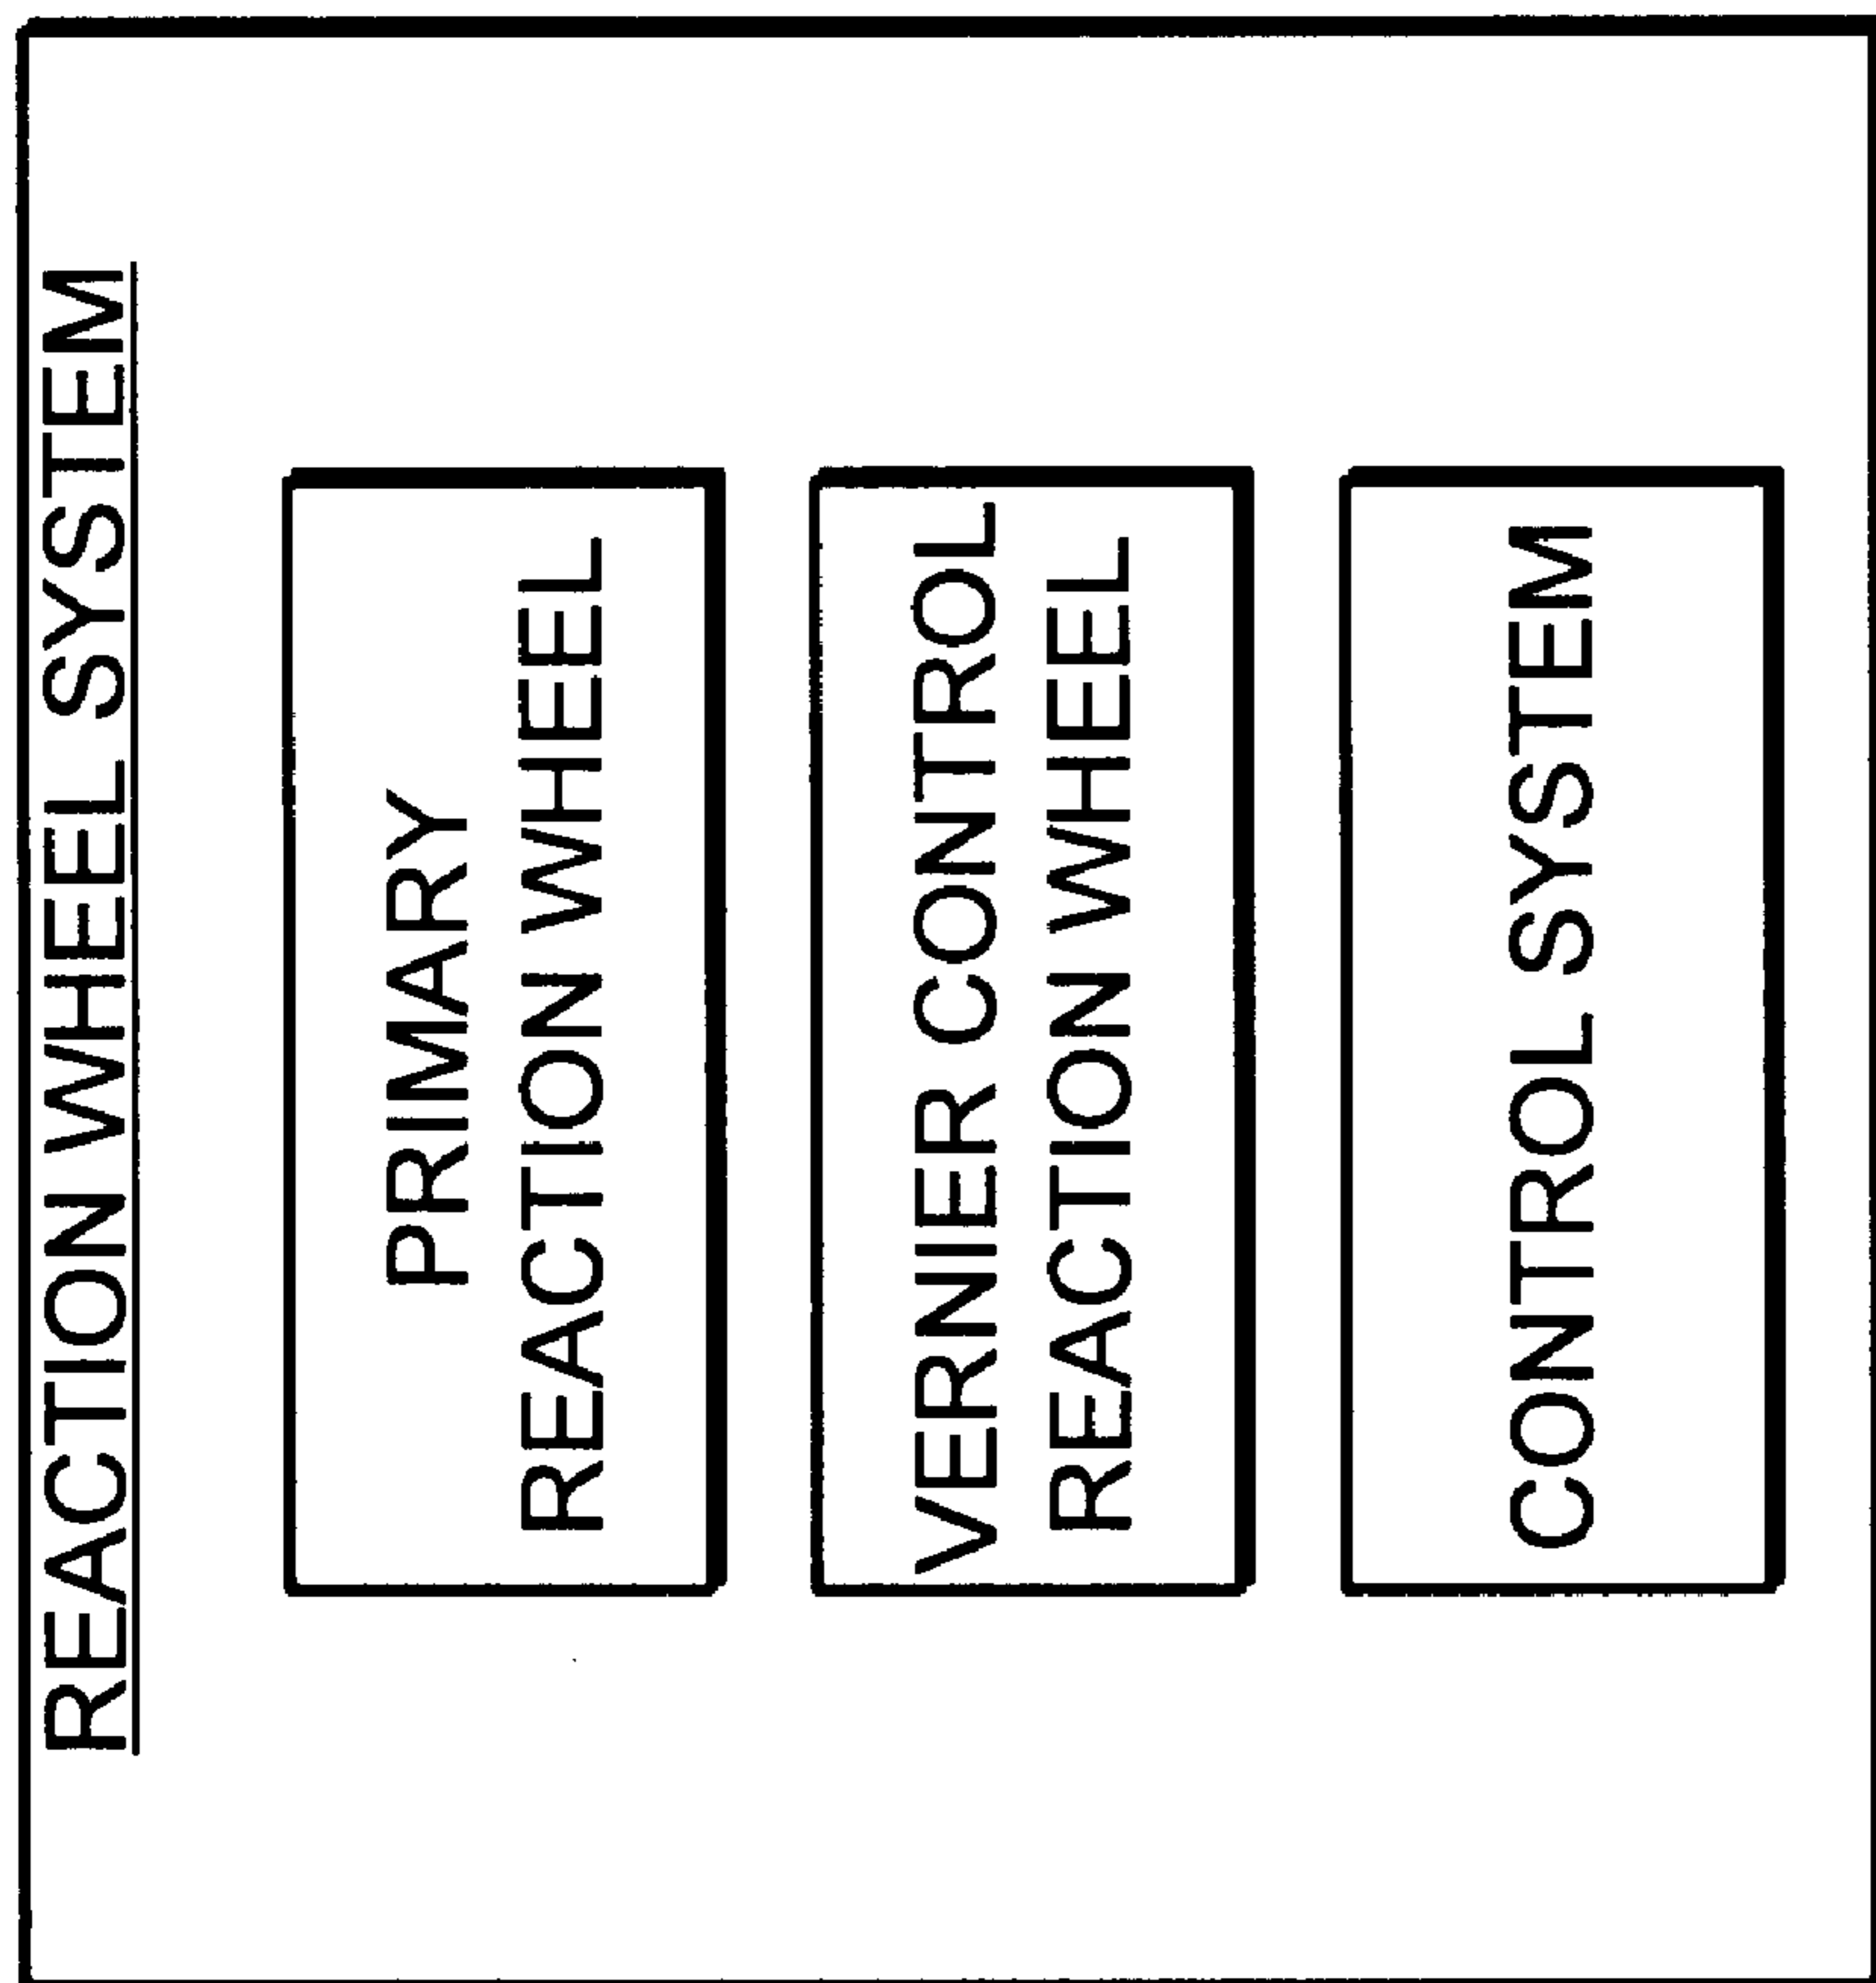 REACTION WHEEL SYSTEM
PRIMARY
REACTION WHEEL
VERNIER CONTROL
REACTION WHEEL
CONTROL SYSTEM